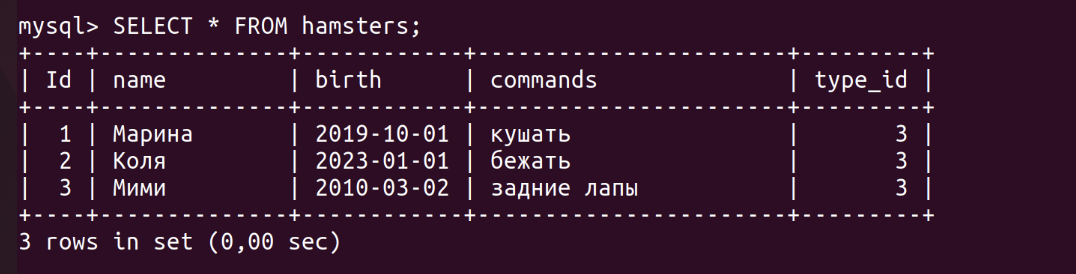 mysql> SELECT * FROM hamsters;
+----+--------------+------------+-----------------------+---------+
| Id | name         | birth      | commands              | type_id |
+----+--------------+------------+-----------------------+---------+
|  1 | Марина       | 2019-10-01 | кушать                |       3 |
|  2 | Коля         | 2023-01-01 | бежать                |       3 |
|  3 | Мими         | 2010-03-02 | задние лапы           |       3 |
+----+--------------+------------+-----------------------+---------+
3 rows in set (0,00 sec)